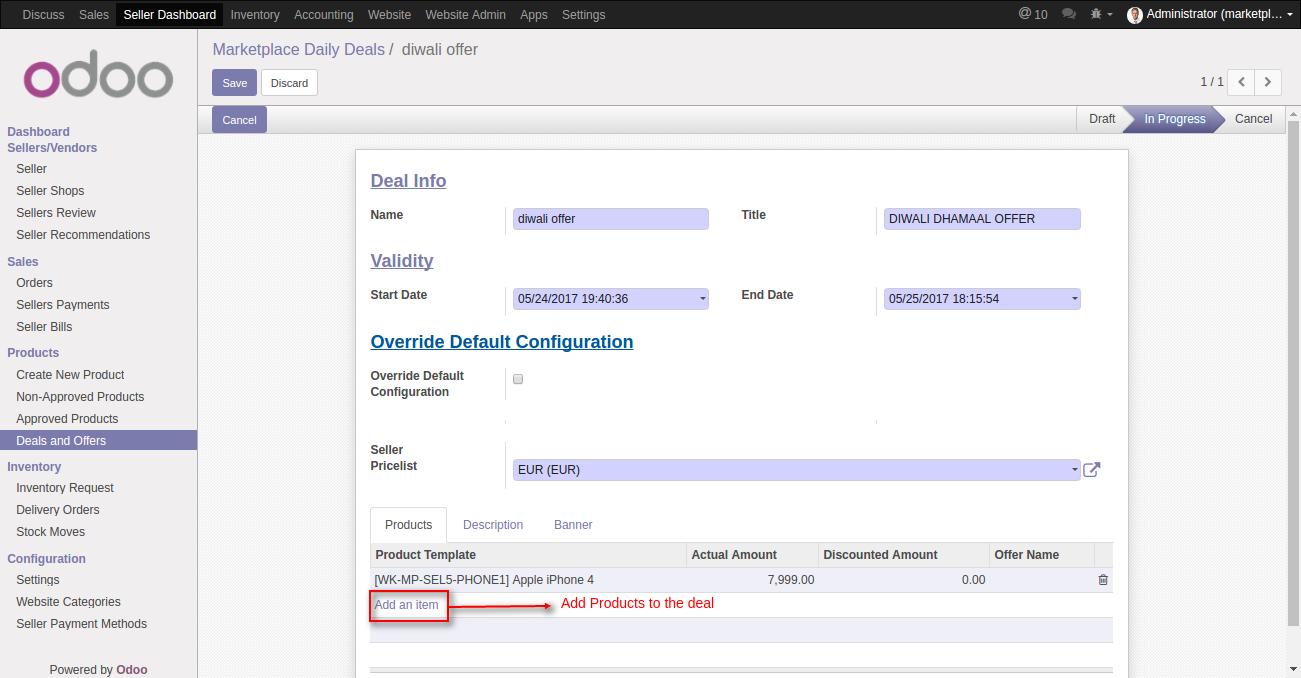 Discuss Sales Seller Dashboard Inventory Accounting Website Website Admin Apps Settings @ 10 Administrator (marketpl...
odoo
Marketplace Daily Deals / diwali offer
Save Discard 1 / 1
Cancel Draft In Progress Cancel
Dashboard
Sellers/Vendors
Seller
Seller Shops
Sellers Review
Seller Recommendations
Sales
Orders
Sellers Payments
Seller Bills
Products
Create New Product
Non-Approved Products
Approved Products
Deals and Offers
Inventory
Inventory Request
Delivery Orders
Stock Moves
Configuration
Settings
Website Categories
Seller Payment Methods
Powered by Odoo
Deal Info
Name diwali offer Title DIWALI DHAMAAL OFFER
Validity
Start Date 05/24/2017 19:40:36 End Date 05/25/2017 18:15:54
Override Default Configuration
Override Default
Configuration
Seller
Pricelist EUR (EUR)
Products Description Banner
Product Template Actual Amount Discounted Amount Offer Name
[WK-MP-SEL5-PHONE1] Apple iPhone 4 7,999.00 0.00
Add an item Add Products to the deal